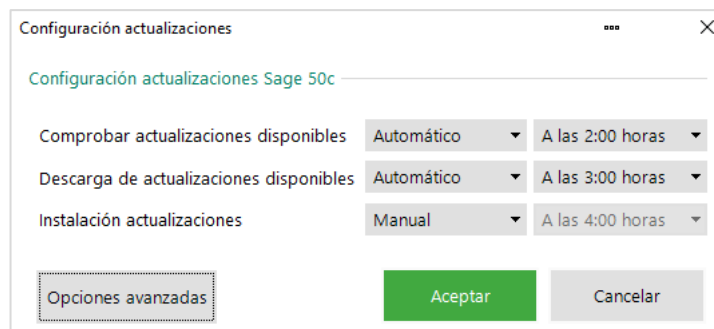 Configuración actualizaciones
Configuración actualizaciones Sage 50c
Comprobar actualizaciones disponibles Automático A las 2:00 horas
Descarga de actualizaciones disponibles Automático A las 3:00 horas
Instalación actualizaciones Manual A las 4:00 horas
Opciones avanzadas Aceptar Cancelar